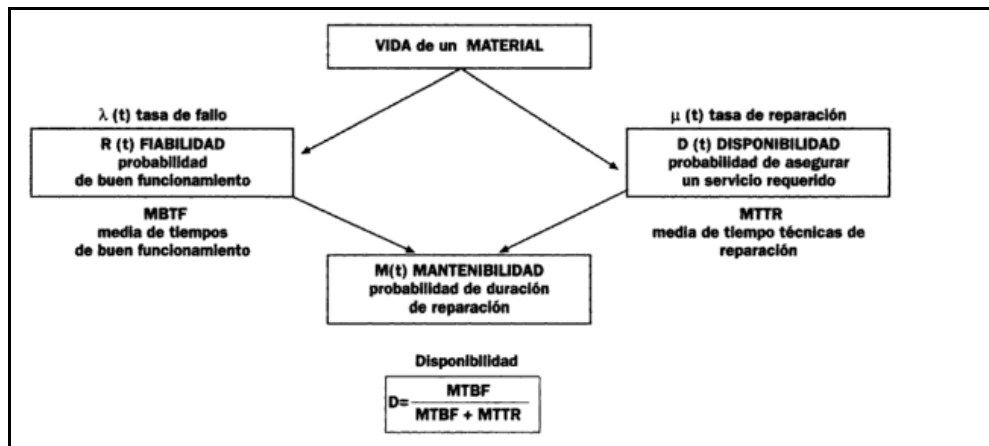 VIDA de un MATERIAL
λ (t) tasa de fallo
R (t) FIABILIDAD
probabilidad
de buen funcionamiento
MBTF
media de tiempos
de buen funcionamiento
μ (t) tasa de reparación
D (t) DISPONIBILIDAD
probabilidad de asegurar
un servicio requerido
MTTR
media de tiempo técnicas de
reparación
M(t) MANTENIBILIDAD
probabilidad de duración
de reparación
Disponibilidad
D= MTBF
MTBF + MTTR